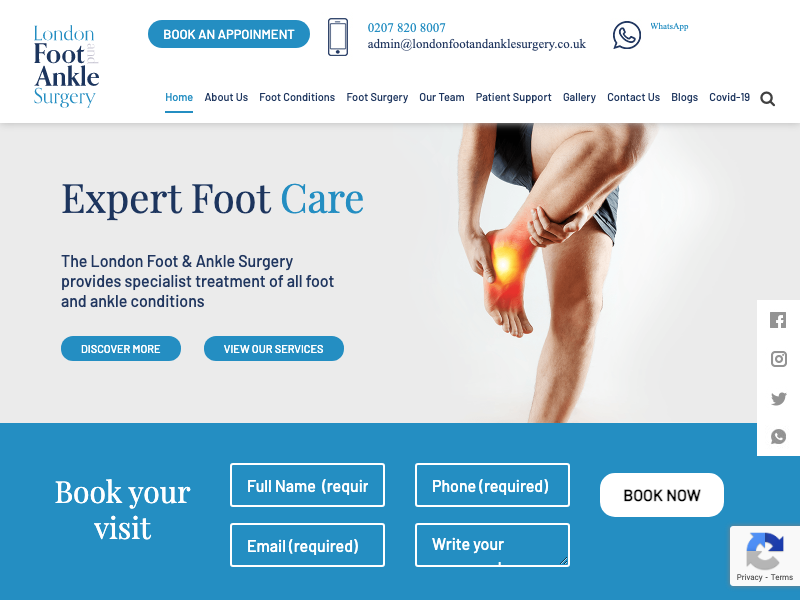 London
Foot and
Ankle
Surgery
BOOK AN APPOINMENT
0207 820 8007
admin@londonfootandanklesurgery.co.uk
WhatsApp
Home About Us Foot Conditions Foot Surgery Our Team Patient Support Gallery Contact Us Blogs Covid-19
Expert Foot Care
The London Foot & Ankle Surgery
provides specialist treatment of all foot
and ankle conditions
DISCOVER MORE VIEW OUR SERVICES
Book your
visit
Full Name (requir
Phone (required)
Email (required)
Write your
BOOK NOW
Privacy - Terms